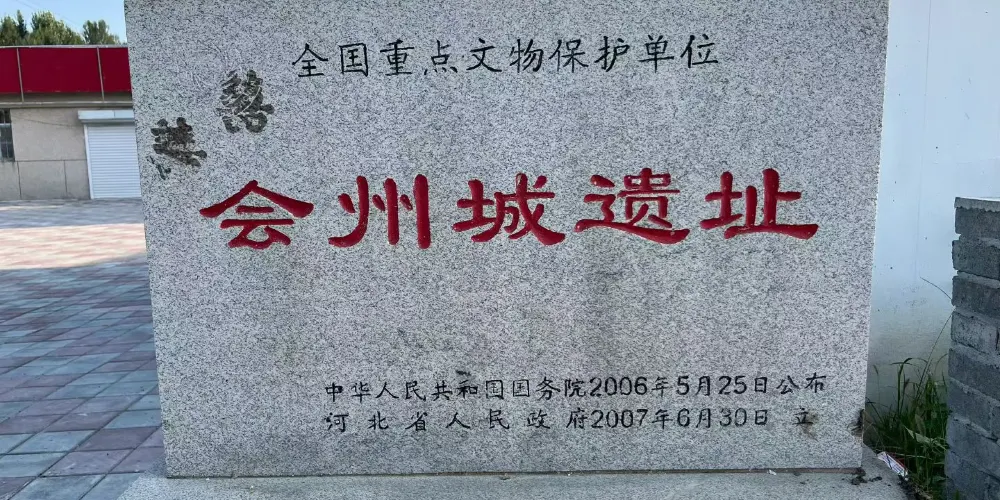 全国重点文物保护单位
会州城遗址
中华人民共和国国务院2006年5月25日公布
河北省人民政府2007年6月30日 立